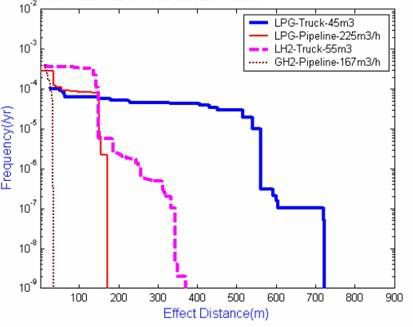 10^-2
10^-3
10^-4
10^-5
10^-6
10^-7
10^-8
10^-9
Frequency(/yr)
LPG-Truck-45m3
LPG-Pipeline-225m3/h
LH2-Truck-55m3
GH2-Pipeline-167m3/h
100 200 300 400 500 600 700 800 900
Effect Distance(m)